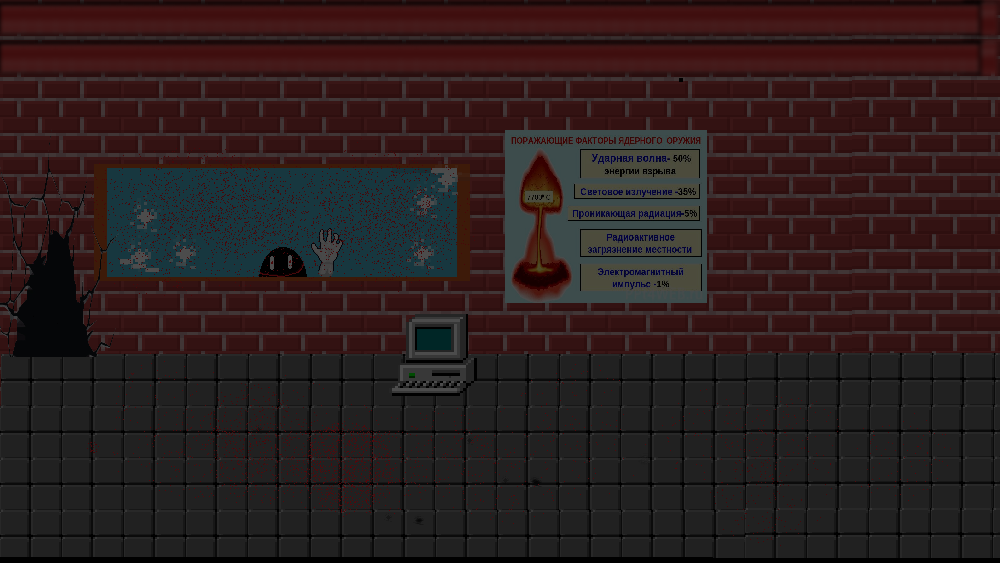 ПОРАЖАЮЩИЕ ФАКТОРЫ ЯДЕРНОГО ОРУЖИЯ
Ударная волна- 50%
энергии взрыва
Световое излучение -35%
Проникающая радиация-5%
Радиоактивное
загрязнение местности
Электромагнитный
импульс -1%